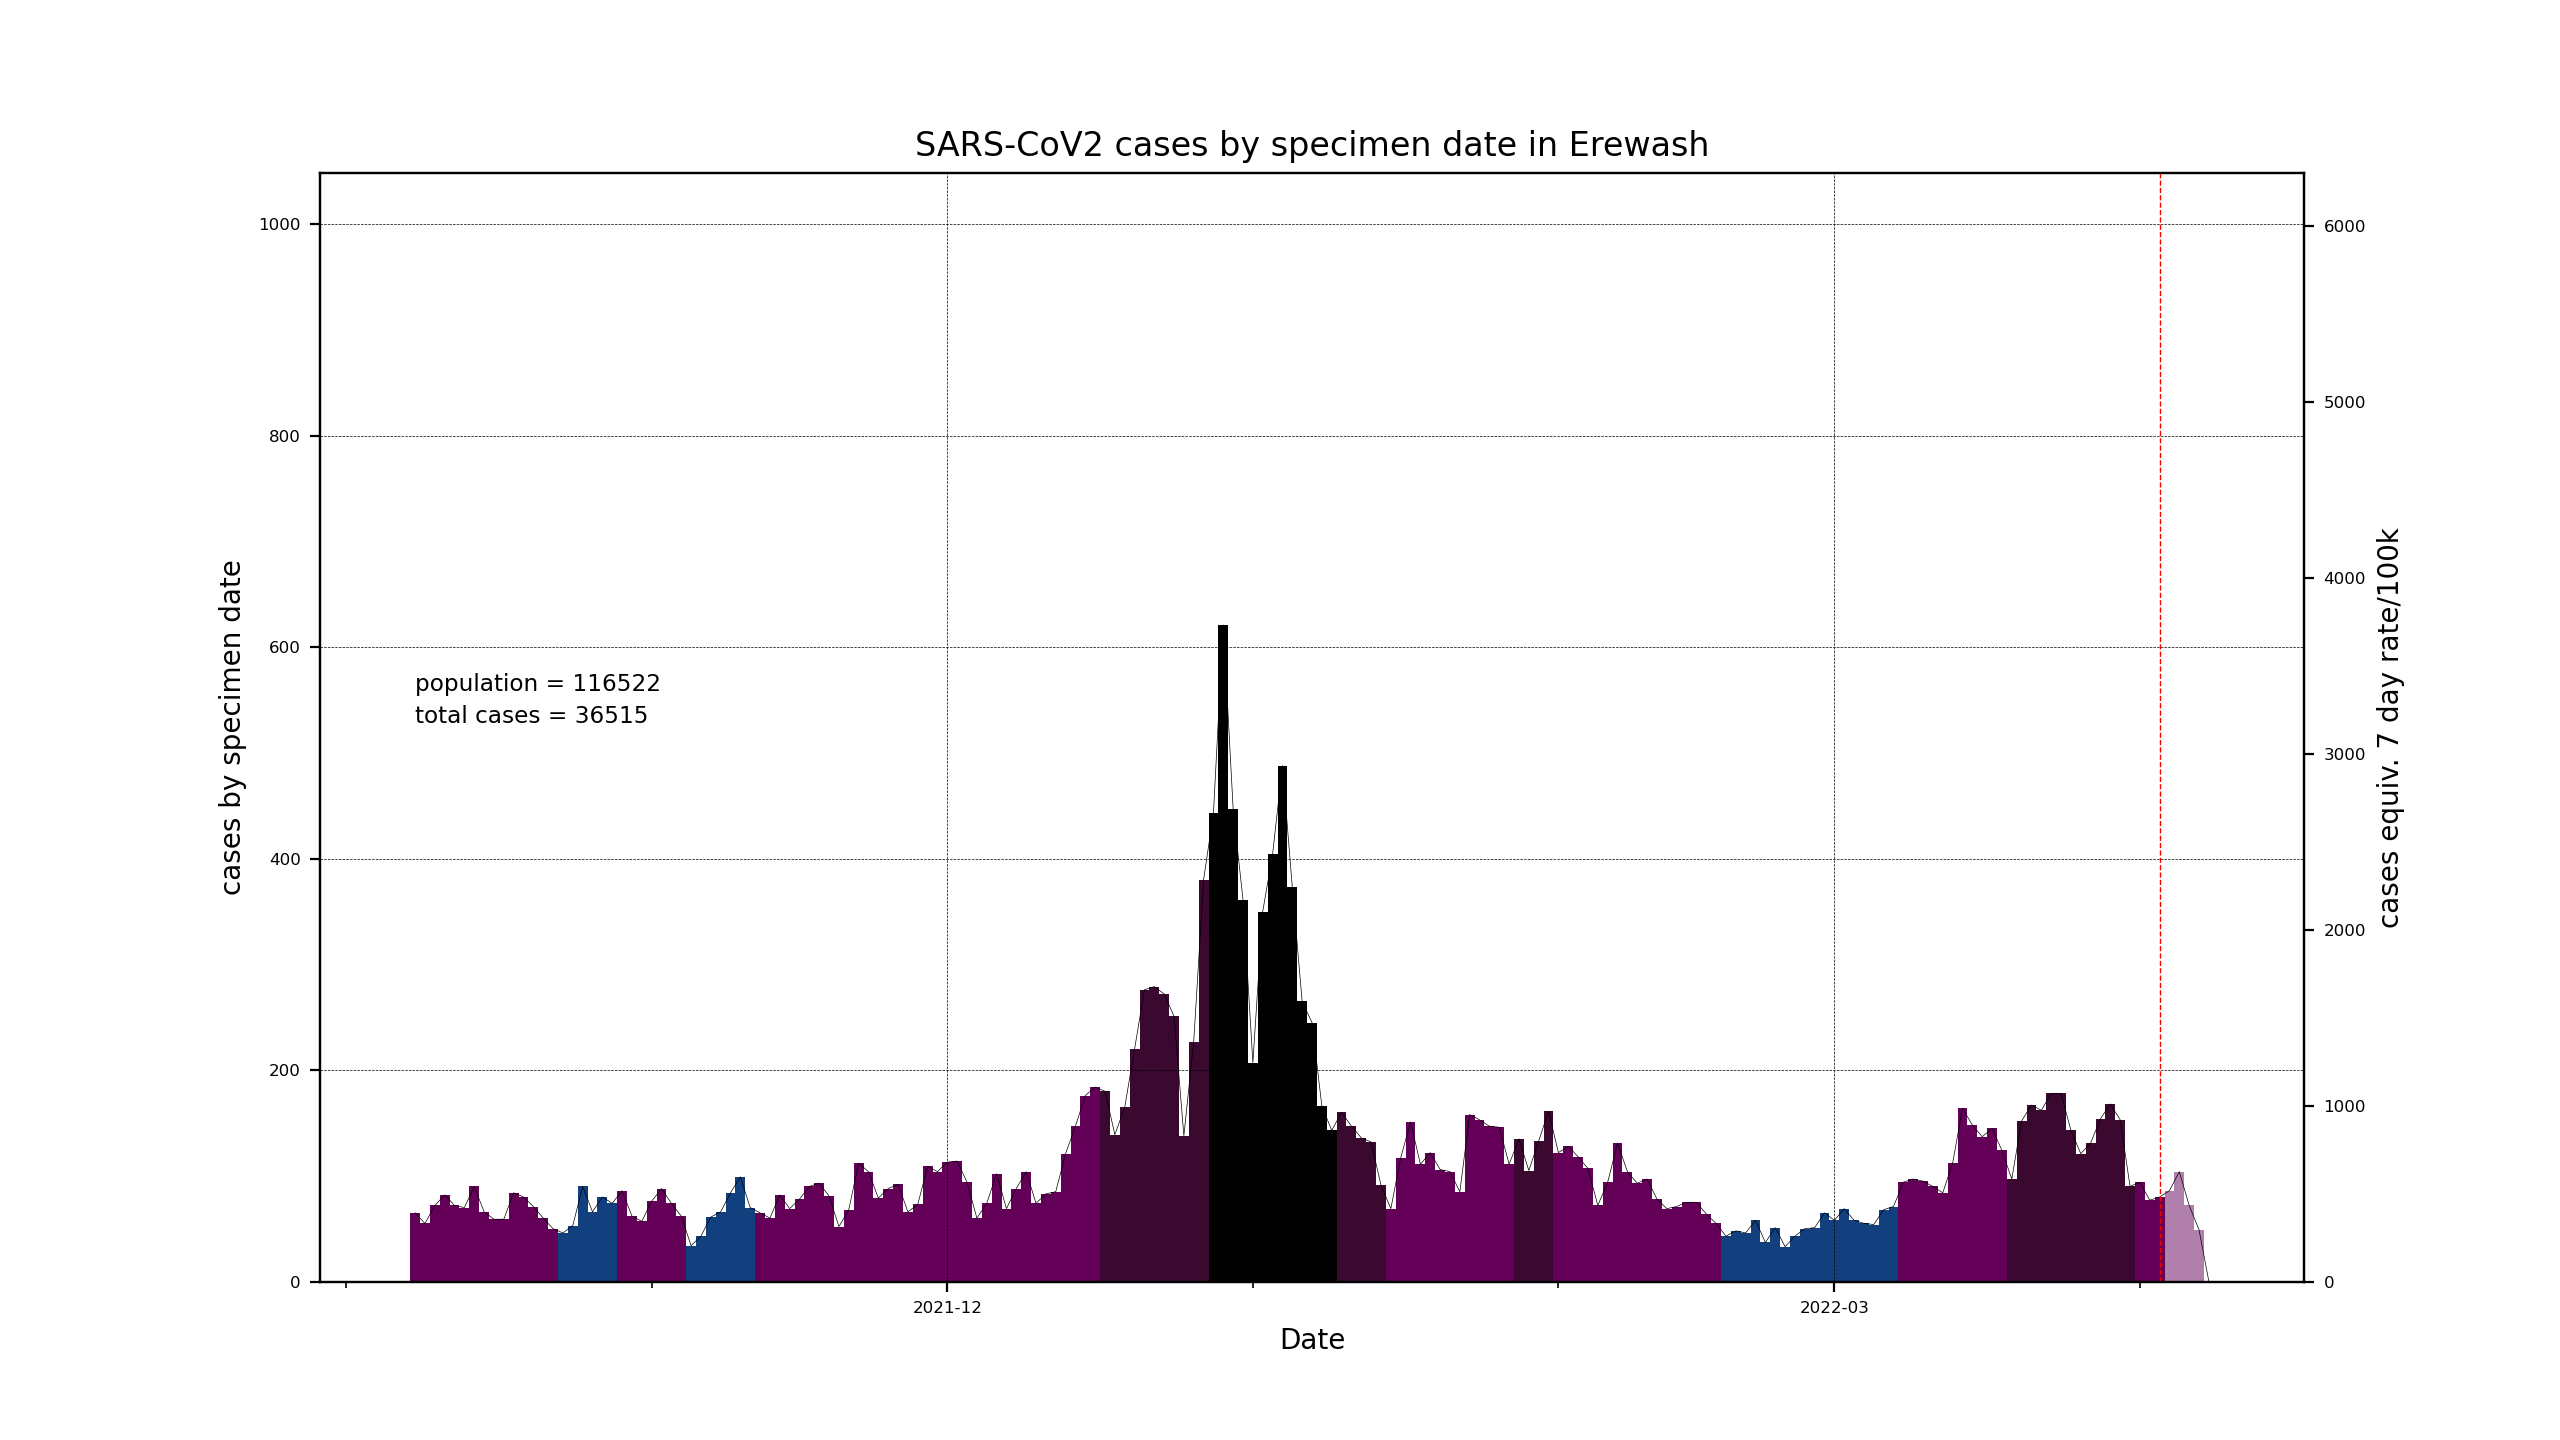 SARS-CoV2 cases by specimen date in Erewash
cases by specimen date
1000
800
600
400
200
0
population = 116522
total cases = 36515
6000
5000
4000
3000
2000
1000
0
cases equiv. 7 day rate/100k
2021-12
2022-03
Date